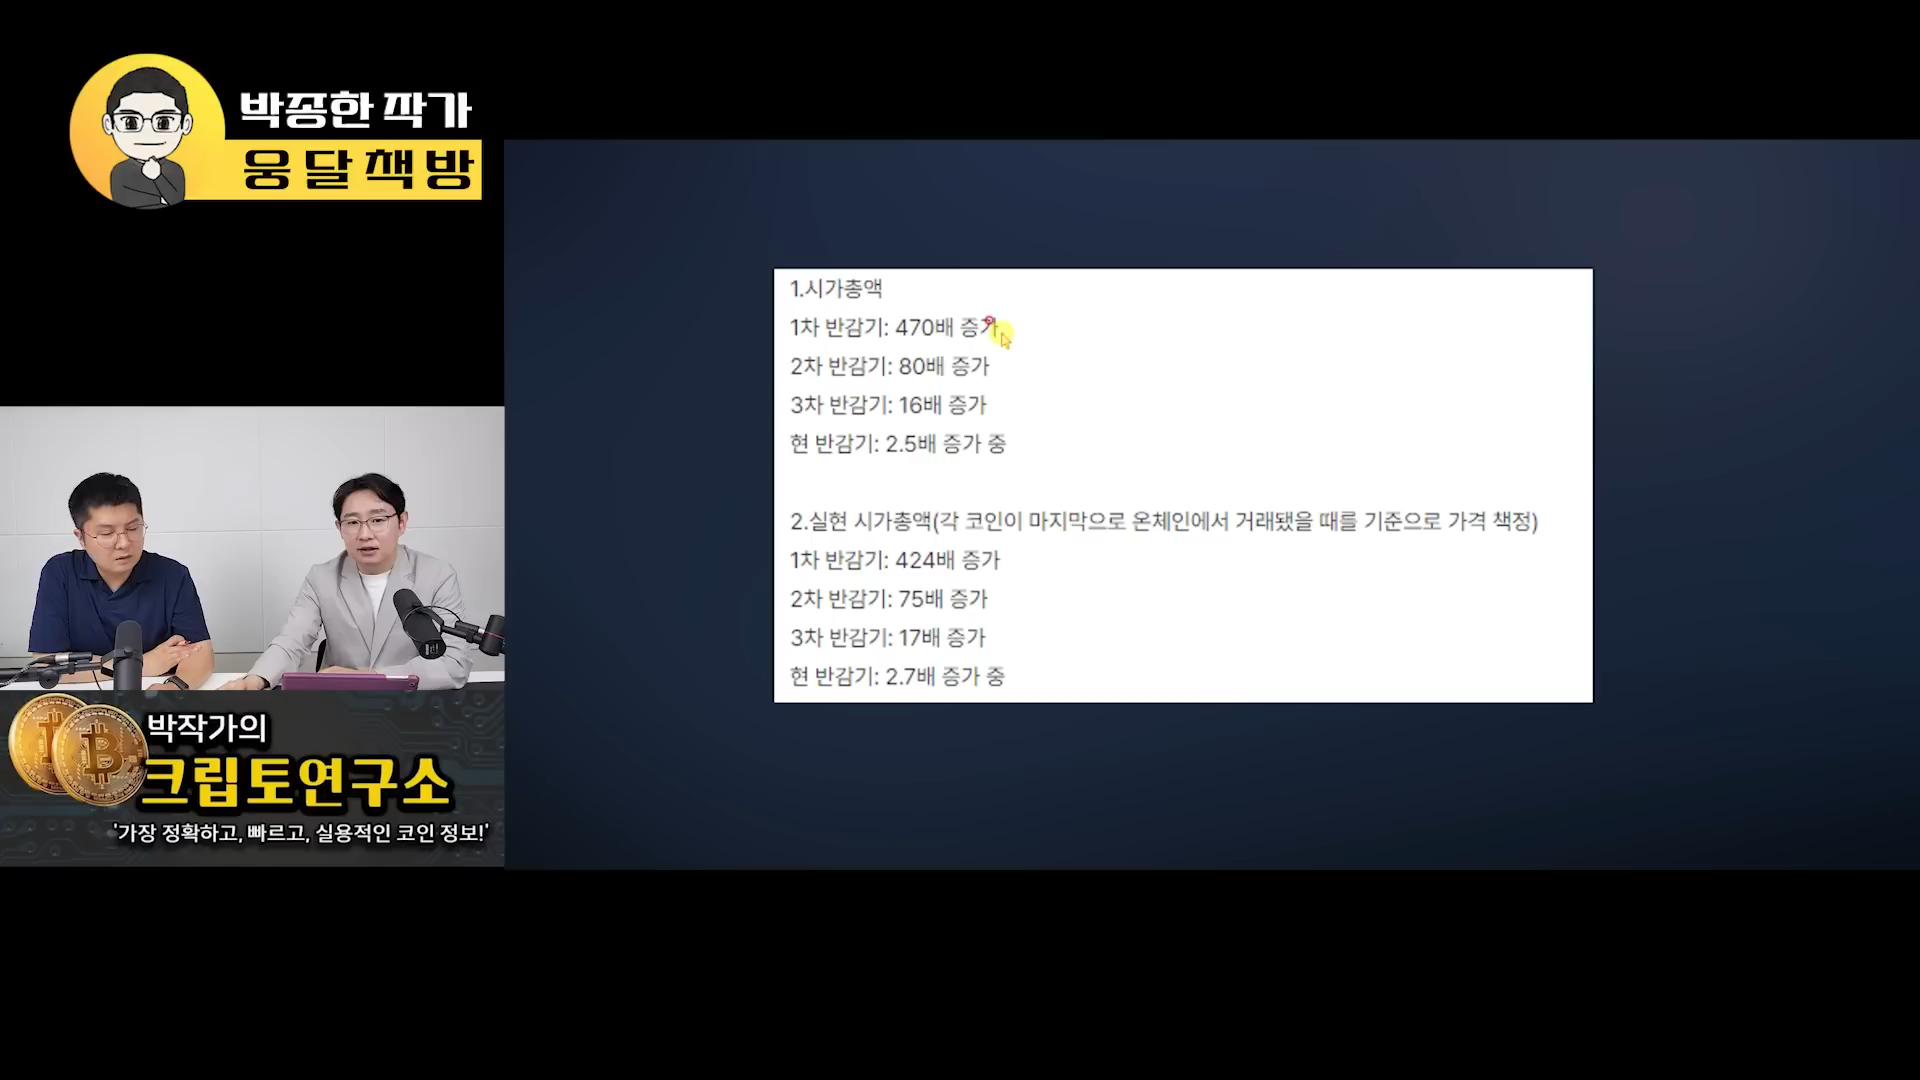 박종한 작가
웅달책방
1.시가총액
1차 반감기: 470배 증가
2차 반감기: 80배 증가
3차 반감기: 16배 증가
현 반감기: 2.5배 증가 중
2.실현 시가총액(각 코인이 마지막으로 온체인에서 거래됐을 때를 기준으로 가격 책정)
1차 반감기: 424배 증가
2차 반감기: 75배 증가
3차 반감기: 17배 증가
현 반감기: 2.7배 증가 중
박작가의
크립토연구소
'가장 정확하고, 빠르고, 실용적인 코인 정보!'